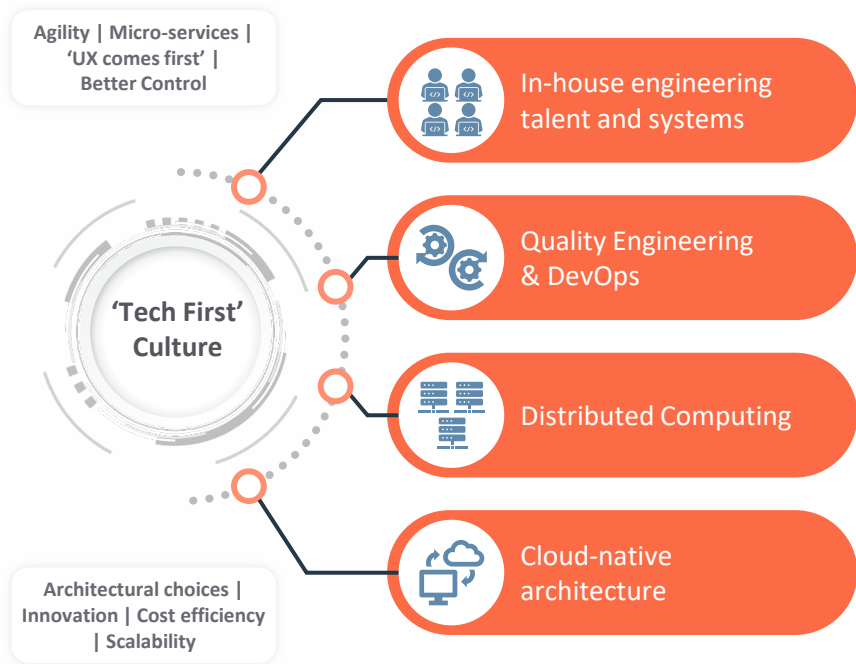 Agility | Micro-services |
‘UX comes first’ |
Better Control
In-house engineering
talent and systems
Quality Engineering
& DevOps
‘Tech First’
Culture
Distributed Computing
Cloud-native
architecture
Architectural choices |
Innovation | Cost efficiency
| Scalability